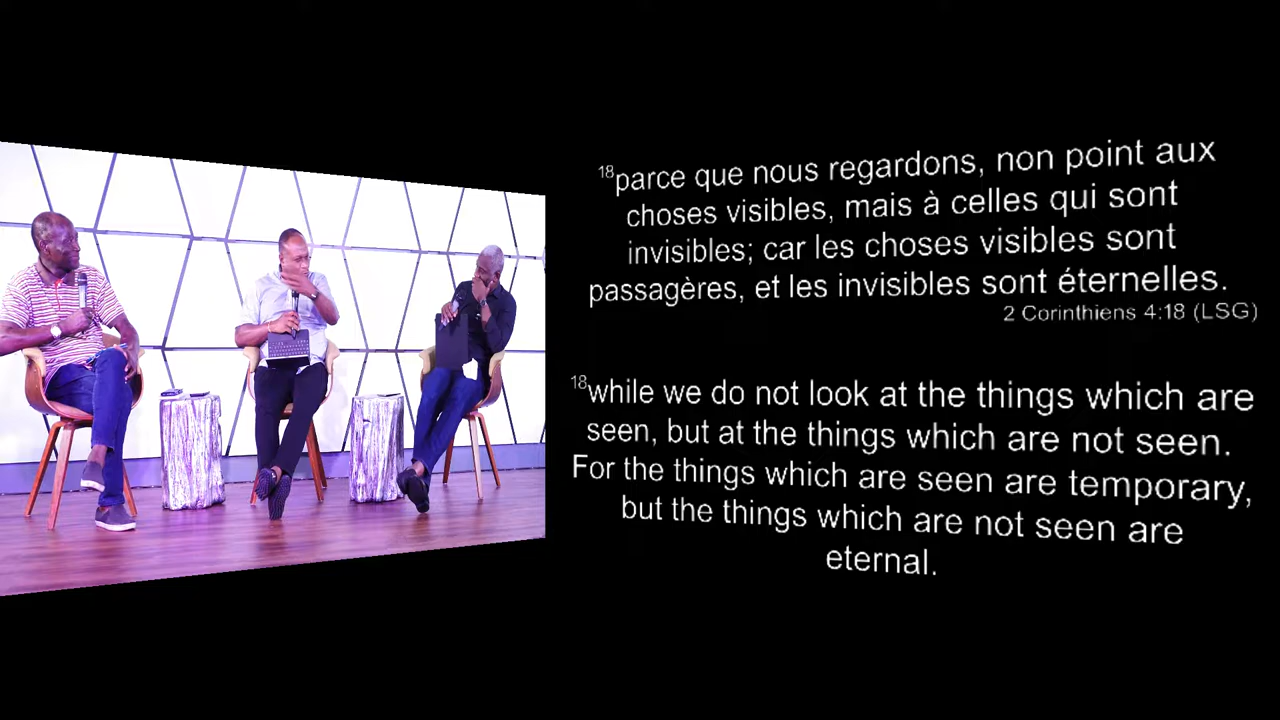 18parce que nous regardons, non point aux
choses visibles, mais à celles qui sont
invisibles; car les choses visibles sont
passagères, et les invisibles sont éternelles.
2 Corinthiens 4:18 (LSG)
18while we do not look at the things which are
seen, but at the things which are not seen.
For the things which are seen are temporary,
but the things which are not seen are
eternal.